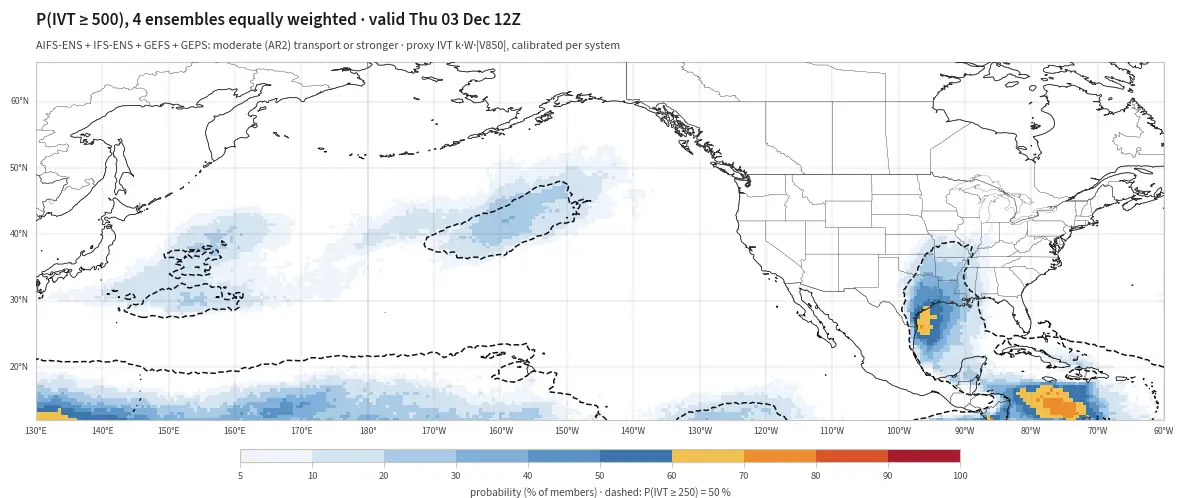 P(IVT ≥ 500), 4 ensembles equally weighted · valid Thu 03 Dec 12Z
AIFS-ENS + IFS-ENS + GEFS + GEPS: moderate (AR2) transport or stronger · proxy IVT k·W·|V850|, calibrated per system
60°N
50°N
40°N
30°N
20°N
130°E 140°E 150°E 160°E 170°E 180° 170°W 160°W 150°W 140°W 130°W 120°W 110°W 100°W 90°W 80°W 70°W 60°W
5 10 20 30 40 50 60 70 80 90 100
probability (% of members) · dashed: P(IVT ≥ 250) = 50 %